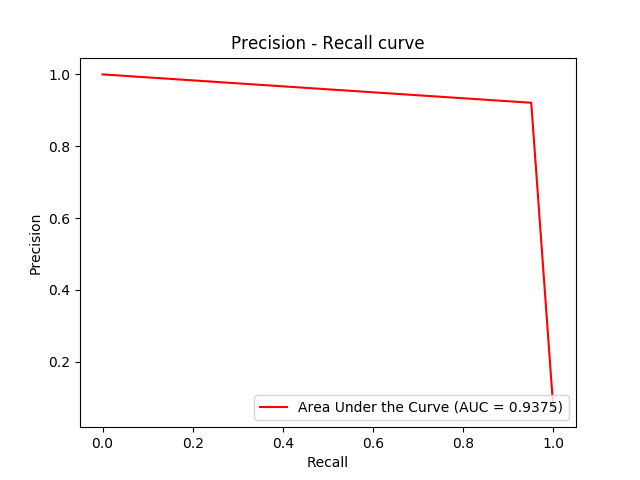 Precision - Recall curve
1.0
0.8
0.6
0.4
0.2
Precision
0.0 0.2 0.4 0.6 0.8 1.0
Recall
Area Under the Curve (AUC = 0.9375)